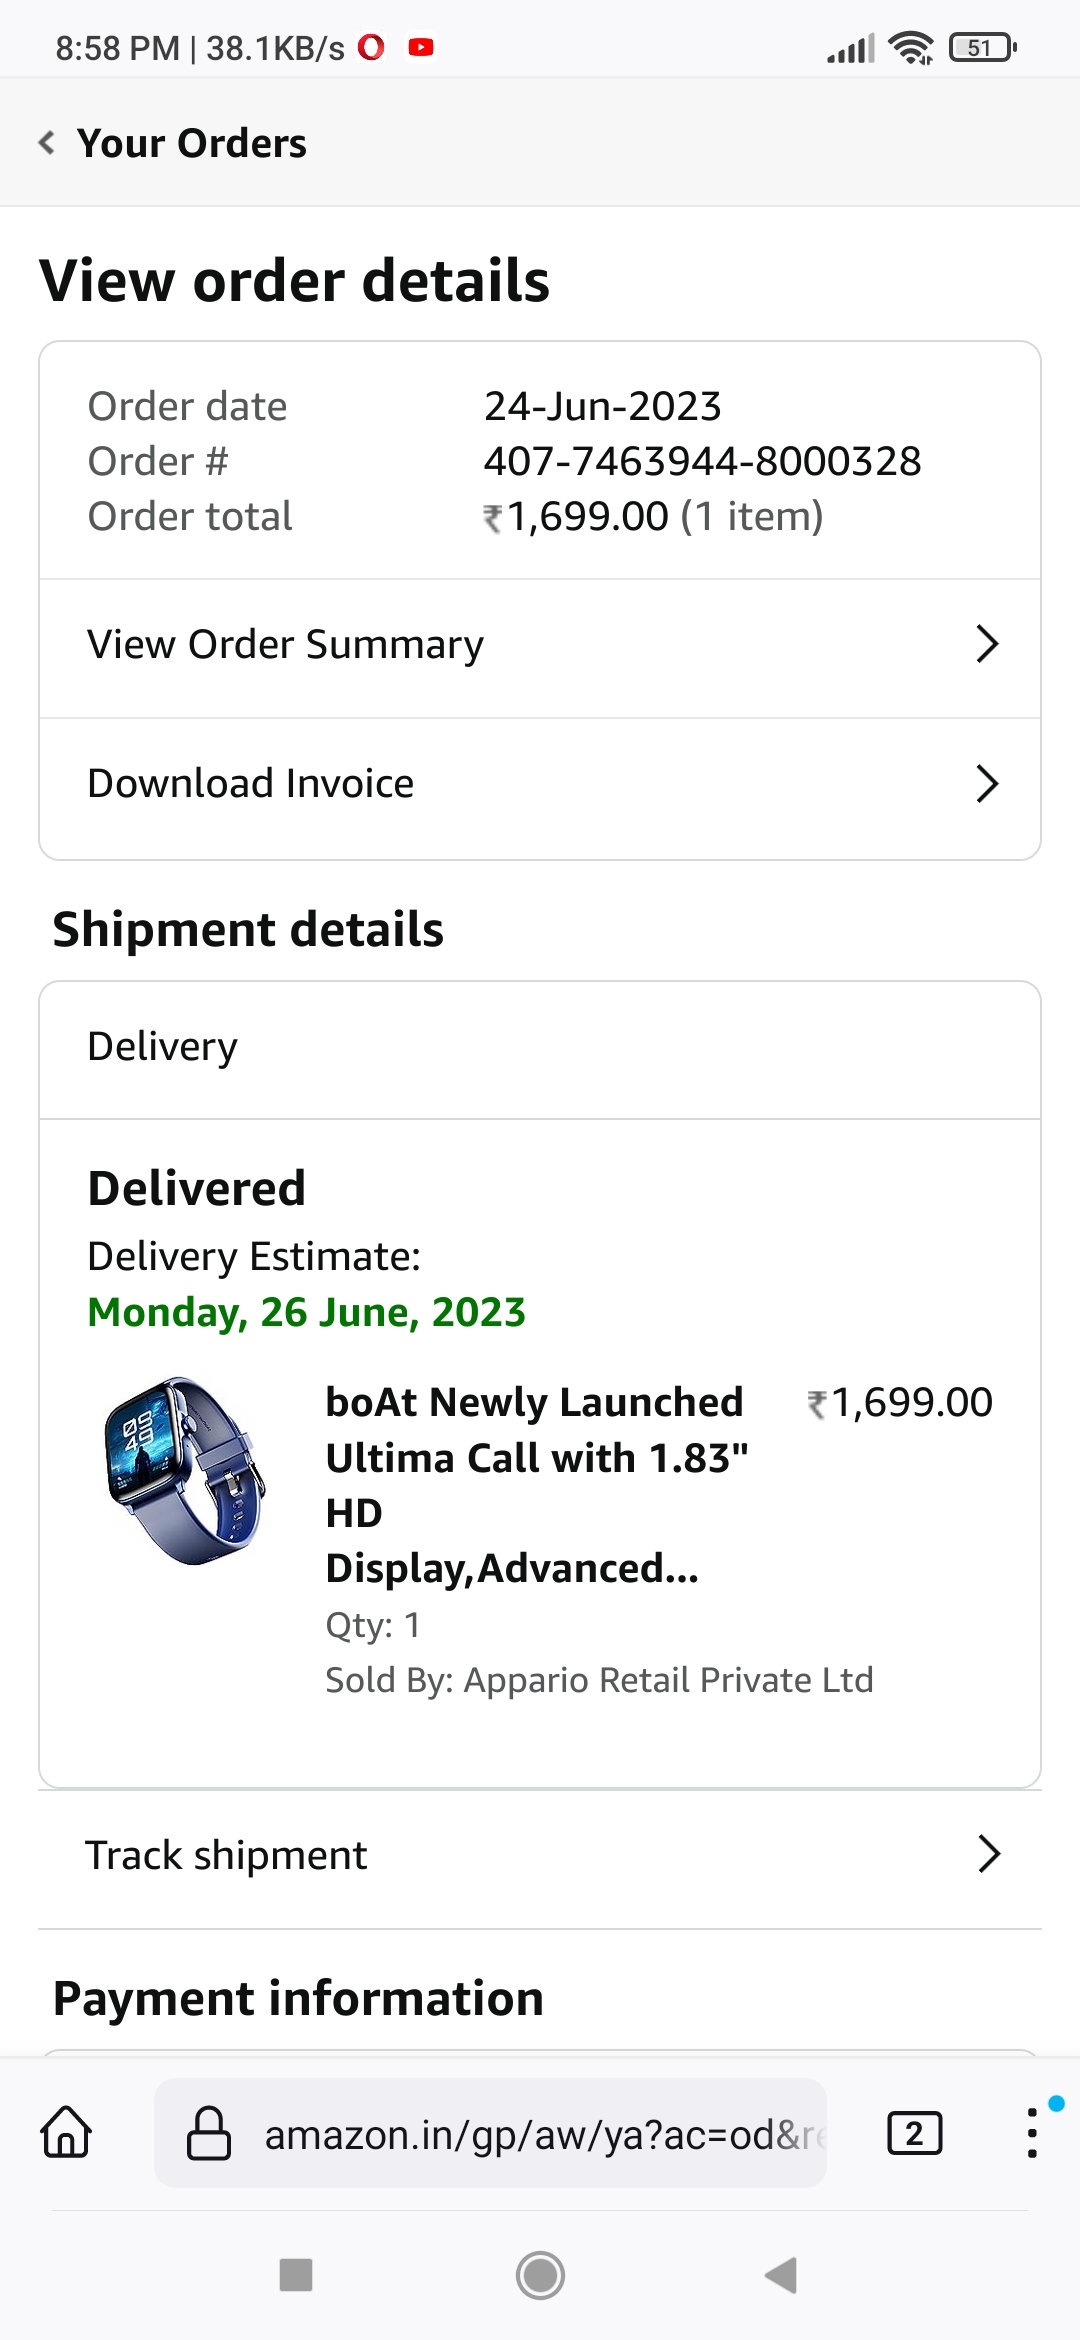 8:58 PM | 38.1KB/s
51
Your Orders
View order details
Order date 24-Jun-2023
Order # 407-7463944-8000328
Order total ₹1,699.00 (1 item)
View Order Summary
Download Invoice
Shipment details
Delivery
Delivered
Delivery Estimate:
Monday, 26 June, 2023
boAt Newly Launched ₹1,699.00
Ultima Call with 1.83"
HD
Display,Advanced...
Qty: 1
Sold By: Appario Retail Private Ltd
Track shipment
Payment information
amazon.in/gp/aw/ya?ac=od&re
2